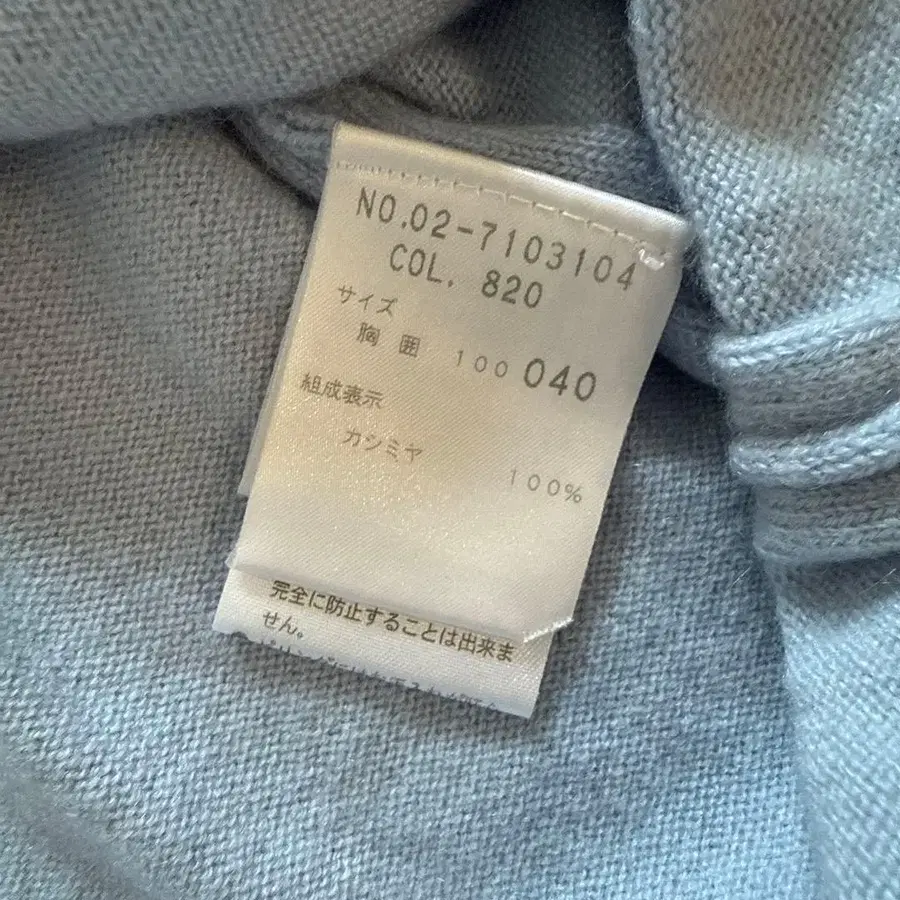 NO.02-7103104
COL. 820
サイズ
胸囲 100 040
組成表示
カシミヤ 100%
完全に防止することは出来ま
せん。